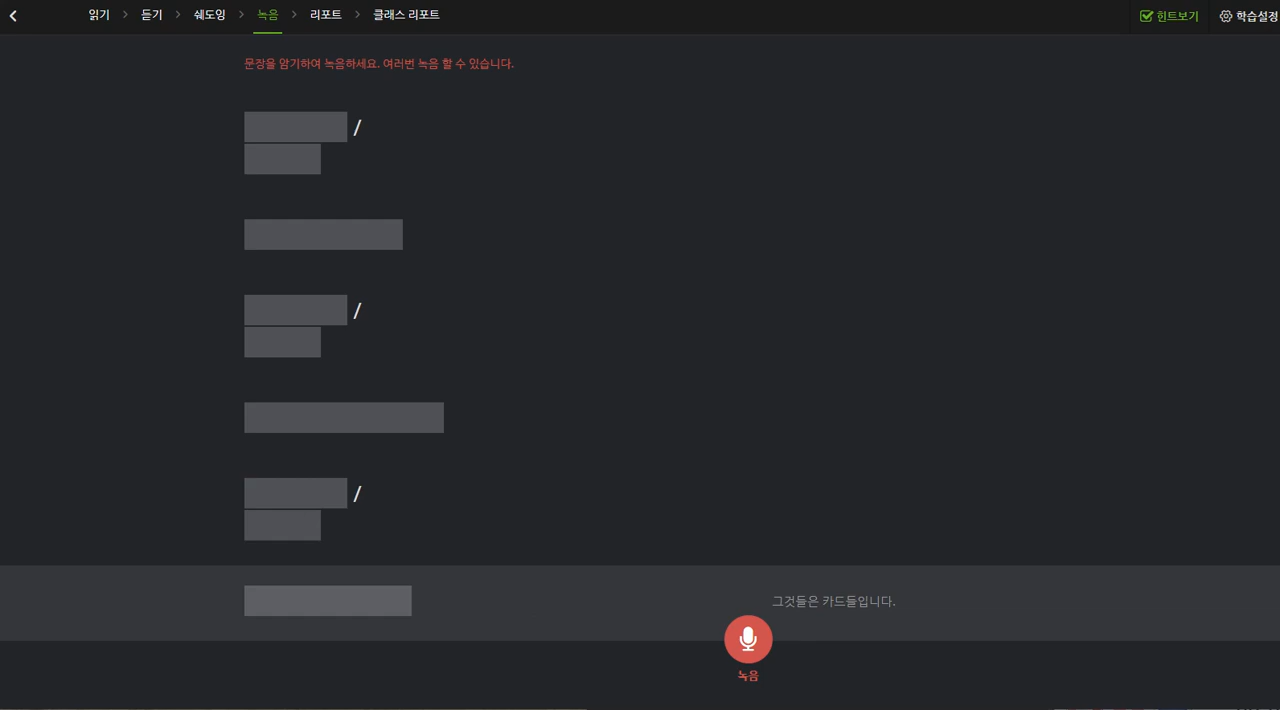 읽기 > 듣기 > 쉐도잉 > 녹음 > 리포트 > 클래스 리포트
힌트보기
학습설정
문장을 암기하여 녹음하세요. 여러번 녹음 할 수 있습니다.
/
/
/
그것들은 카드들입니다.
녹음